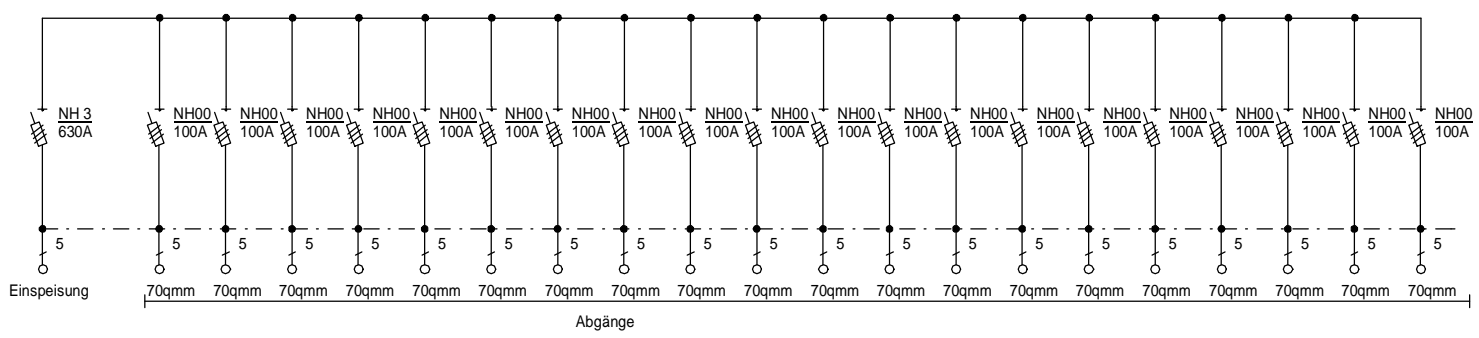 NH 3 NH00 NH00 NH00 NH00 NH00 NH00 NH00 NH00 NH00 NH00 NH00 NH00 NH00 NH00 NH00 NH00 NH00 NH00 NH00 NH00
630A 100A 100A 100A 100A 100A 100A 100A 100A 100A 100A 100A 100A 100A 100A 100A 100A 100A 100A 100A 100A
5 5 5 5 5 5 5 5 5 5 5 5 5 5 5 5 5 5 5 5 5
Einspeisung 70qmm 70qmm 70qmm 70qmm 70qmm 70qmm 70qmm 70qmm 70qmm 70qmm 70qmm 70qmm 70qmm 70qmm 70qmm 70qmm 70qmm 70qmm 70qmm 70qmm
Abgänge